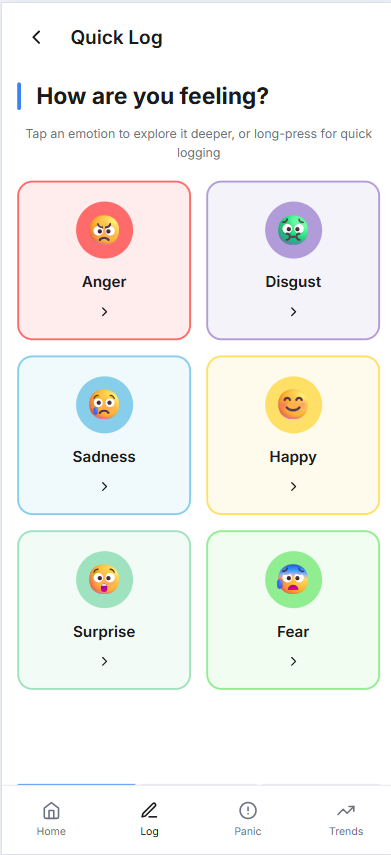 Quick Log
How are you feeling?
Tap an emotion to explore it deeper, or long-press for quick
logging
Anger
Disgust
Sadness
Happy
Surprise
Fear
Home
Log
Panic
Trends